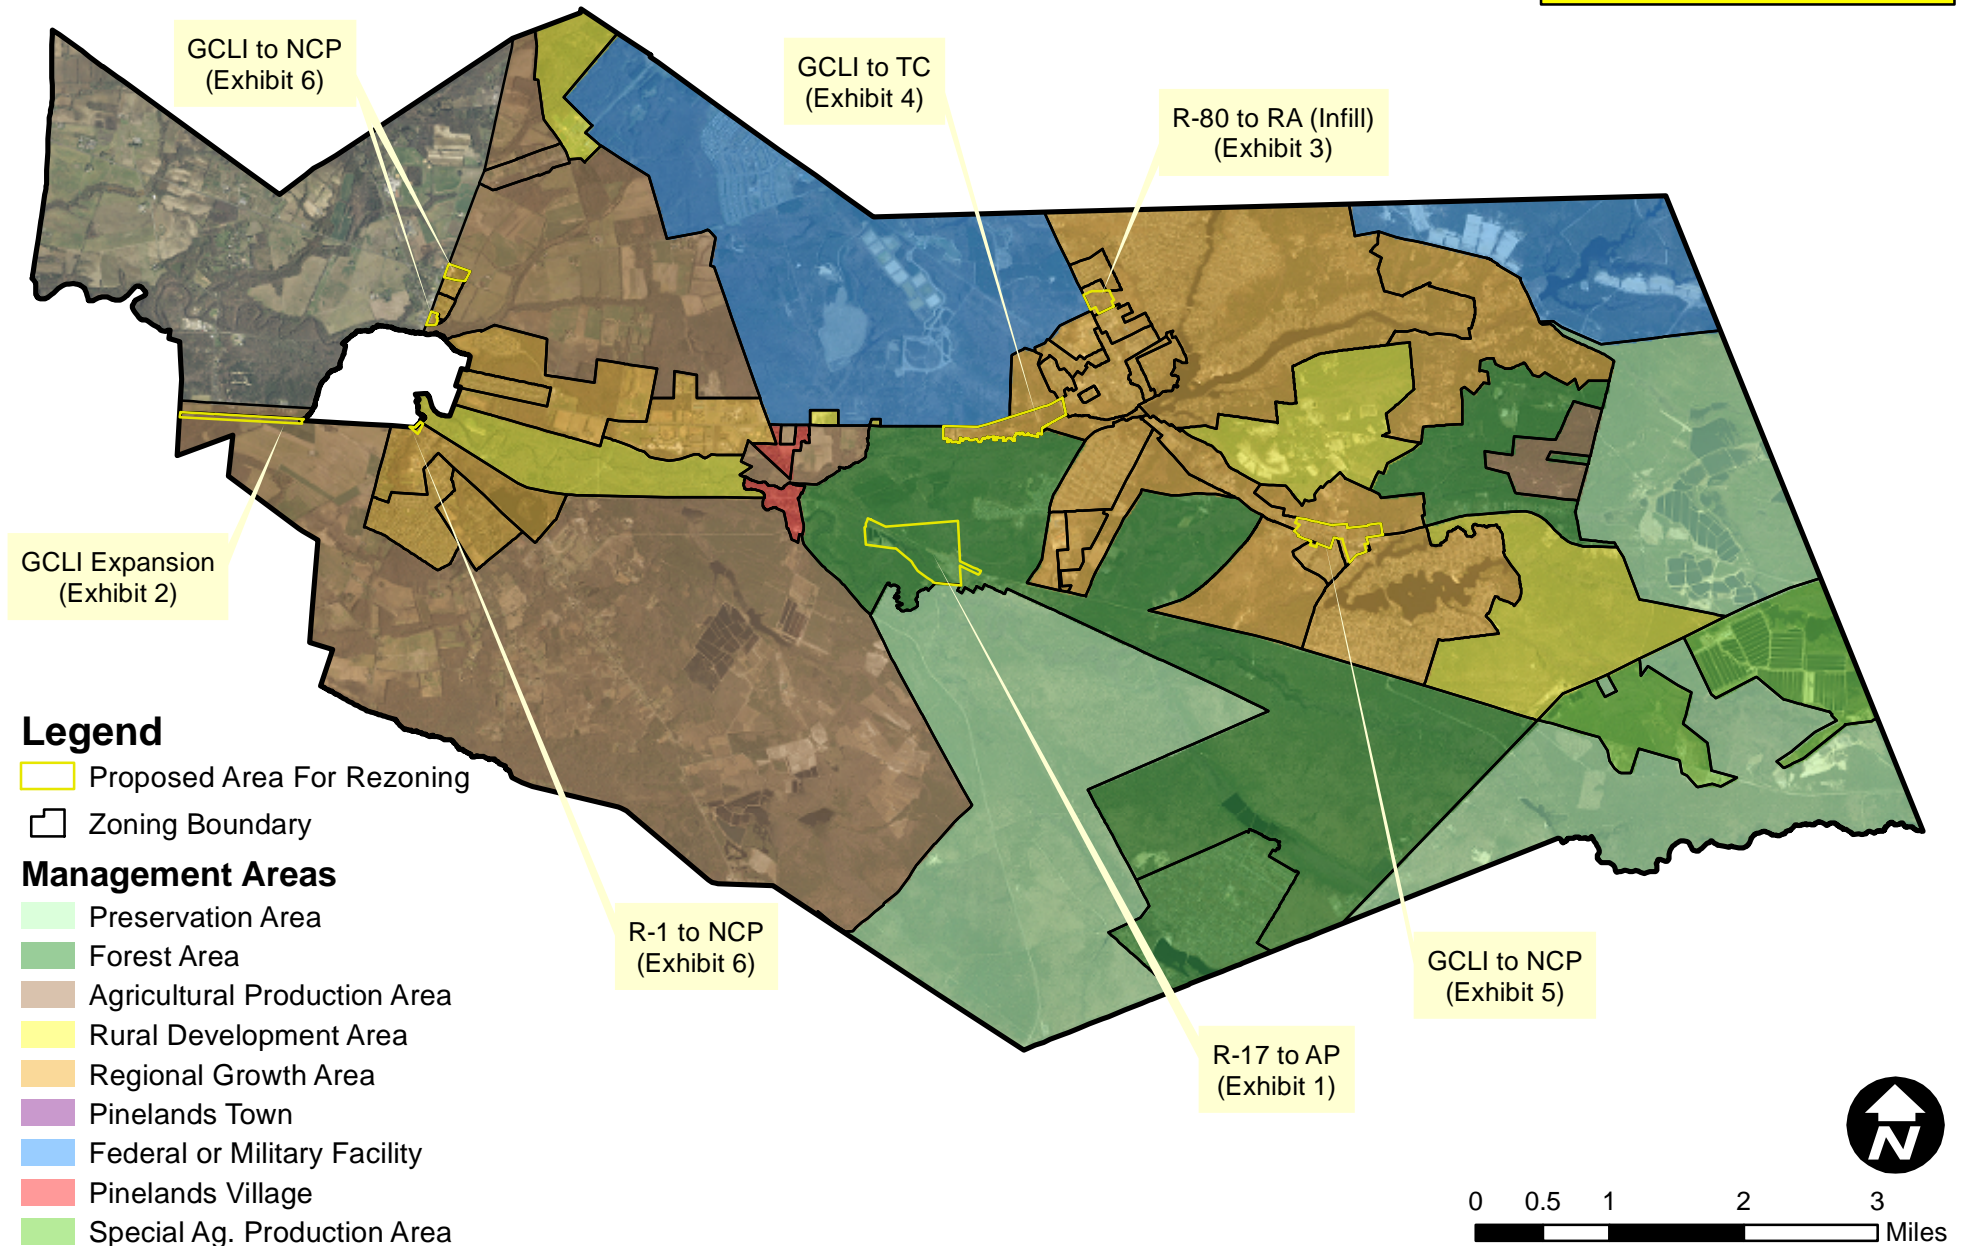 GCLI to NCP
(Exhibit 6)
GCLI to TC
(Exhibit 4)
R-80 to RA (Infill)
(Exhibit 3)
GCLI Expansion
(Exhibit 2)
R-1 to NCP
(Exhibit 6)
GCLI to NCP
(Exhibit 5)
R-17 to AP
(Exhibit 1)
Legend
Proposed Area For Rezoning
Zoning Boundary
Management Areas
Preservation Area
Forest Area
Agricultural Production Area
Rural Development Area
Regional Growth Area
Pinelands Town
Federal or Military Facility
Pinelands Village
Special Ag. Production Area
N
0 0.5 1 2 3
Miles